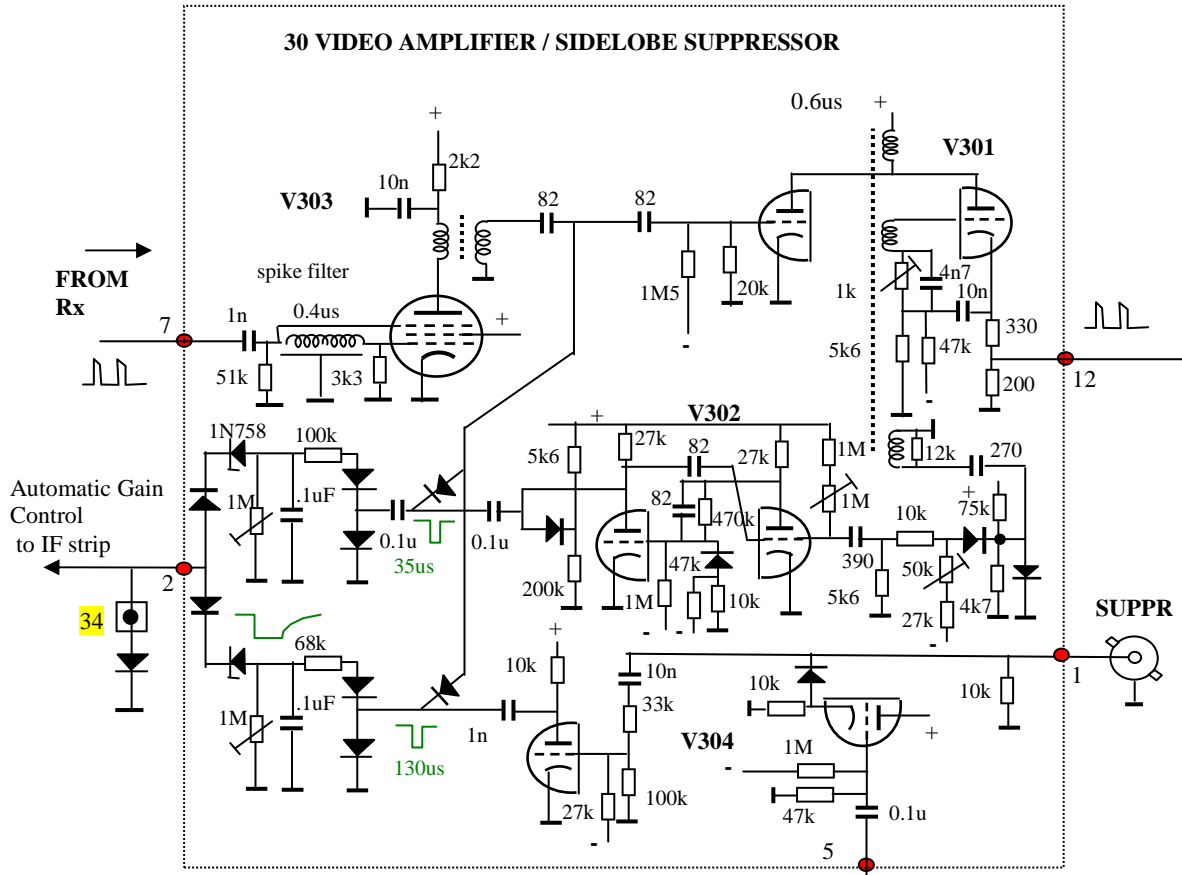 30 VIDEO AMPLIFIER / SIDELOBE SUPPRESSOR
0.6us
+
+
V301
2k2
10n
V303
82
82
FROM
Rx
spike filter
4n7
1M5
20k
1k
10n
0.4us
1n
+
7
330
5k6
47k
51k
3k3
200
12
-
-
-
1N758
100k
+
V302
27k
82
27k
1M
12k
270
5k6
Automatic Gain
Control
to IF strip
1M
.1uF
82
470k
1M
+
75k
10k
0.1u
0.1u
47k
390
50k
35us
2
200k
1M
10k
5k6
27k
4k7
SUPPR
34
-
-
-
68k
+
10k
10n
1
10k
10k
1M
.1uF
33k
V304
+
1n
1M
130us
-
27k
100k
47k
0.1u
-
5